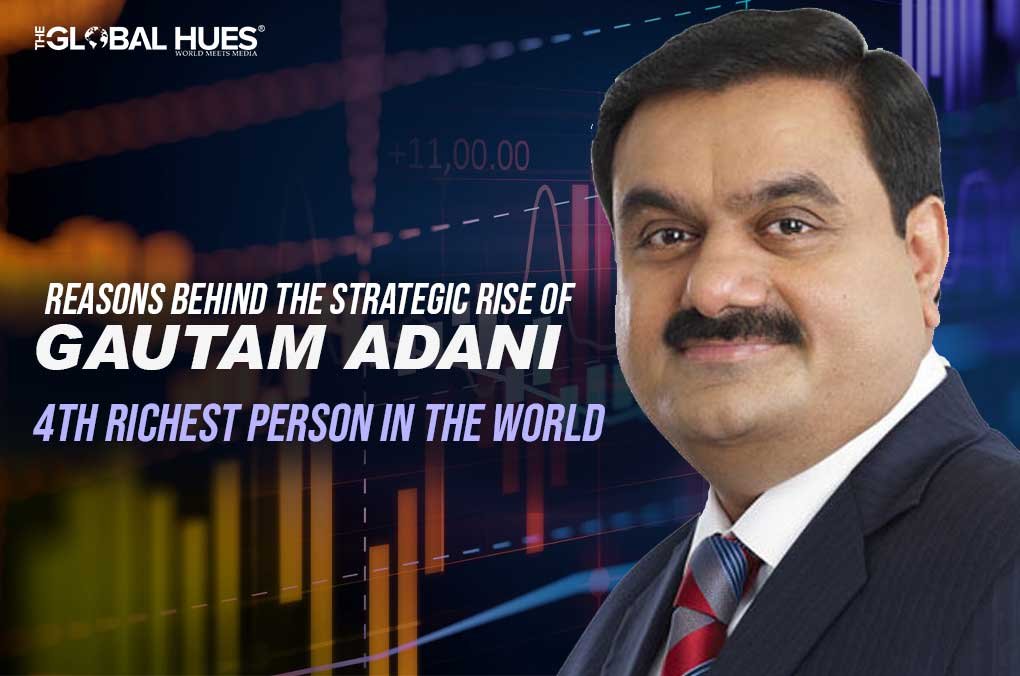 THE GLOBAL HUES®
WORLD MEETS MEDIA
+11,00.00
REASONS BEHIND THE STRATEGIC RISE OF
GAUTAM ADANI
4TH RICHEST PERSON IN THE WORLD